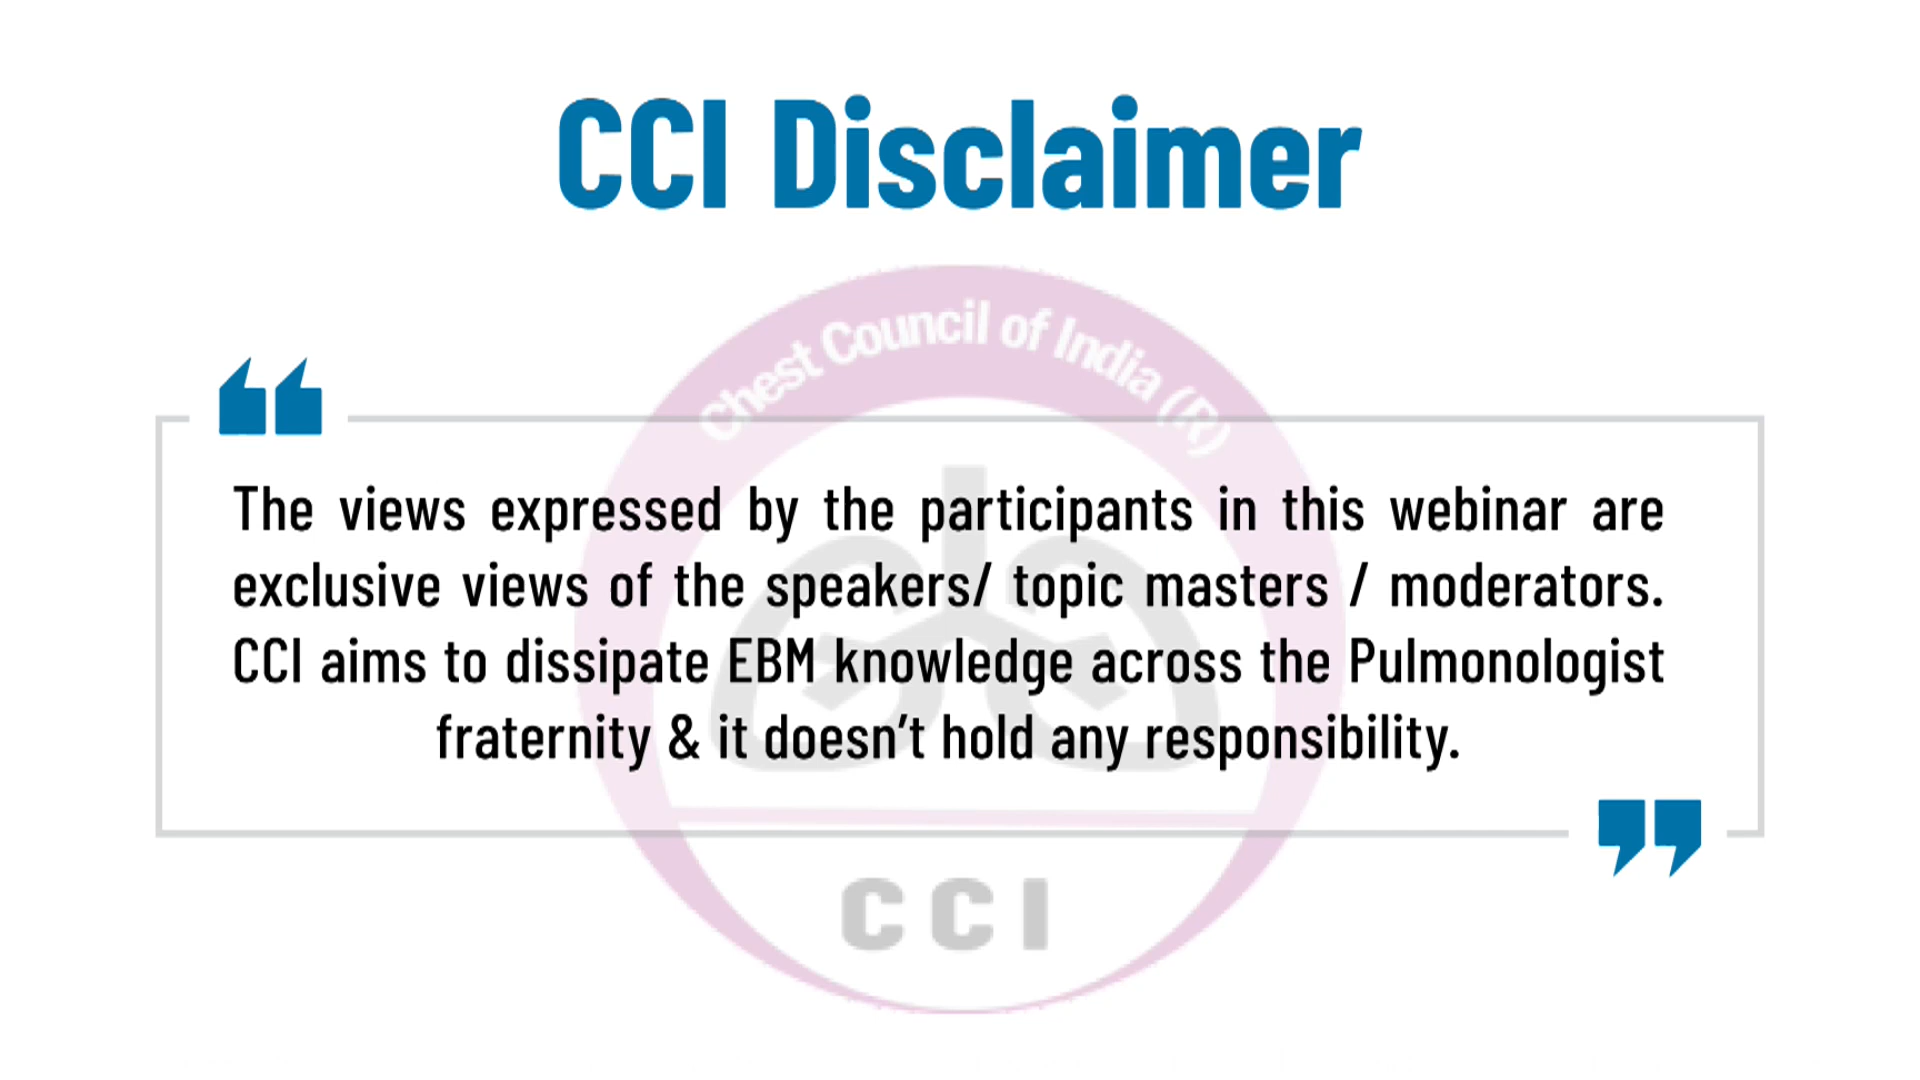 CCI Disclaimer
Chest Council of India (R)
“
The views expressed by the participants in this webinar are
exclusive views of the speakers/ topic masters / moderators.
CCI aims to dissipate EBM knowledge across the Pulmonologist
fraternity & it doesn’t hold any responsibility.
”
CCI